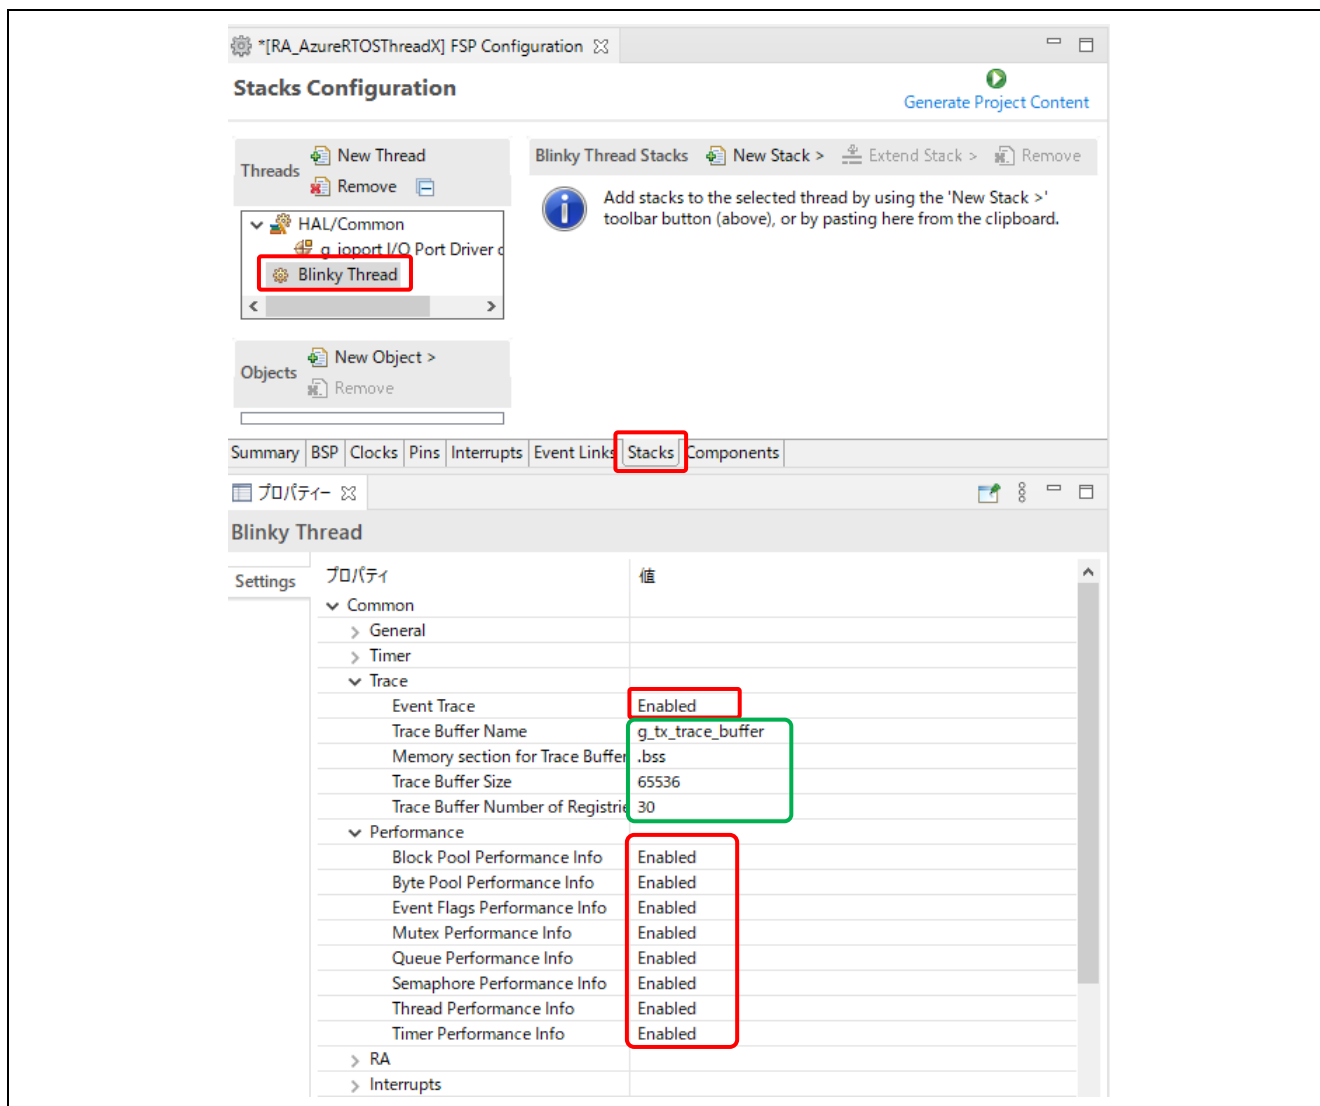 *[RA_AzureRTOSThreadX] FSP Configuration
Stacks Configuration
Generate Project Content
Threads
New Thread
Remove
HAL/Common
g_ioport I/O Port Driver
Blinky Thread
Blinky Thread Stacks
New Stack >
Extend Stack >
Remove
Add stacks to the selected thread by using the 'New Stack >'
toolbar button (above), or by pasting here from the clipboard.
Objects
New Object >
Remove
Summary BSP Clocks Pins Interrupts Event Links Stacks Components
プロパティー
Blinky Thread
Settings
プロパティ 値
Common
General
Timer
Trace
Event Trace Enabled
Trace Buffer Name g_tx_trace_buffer
Memory section for Trace Buffer .bss
Trace Buffer Size 65536
Trace Buffer Number of Registrie 30
Performance
Block Pool Performance Info Enabled
Byte Pool Performance Info Enabled
Event Flags Performance Info Enabled
Mutex Performance Info Enabled
Queue Performance Info Enabled
Semaphore Performance Info Enabled
Thread Performance Info Enabled
Timer Performance Info Enabled
RA
Interrupts